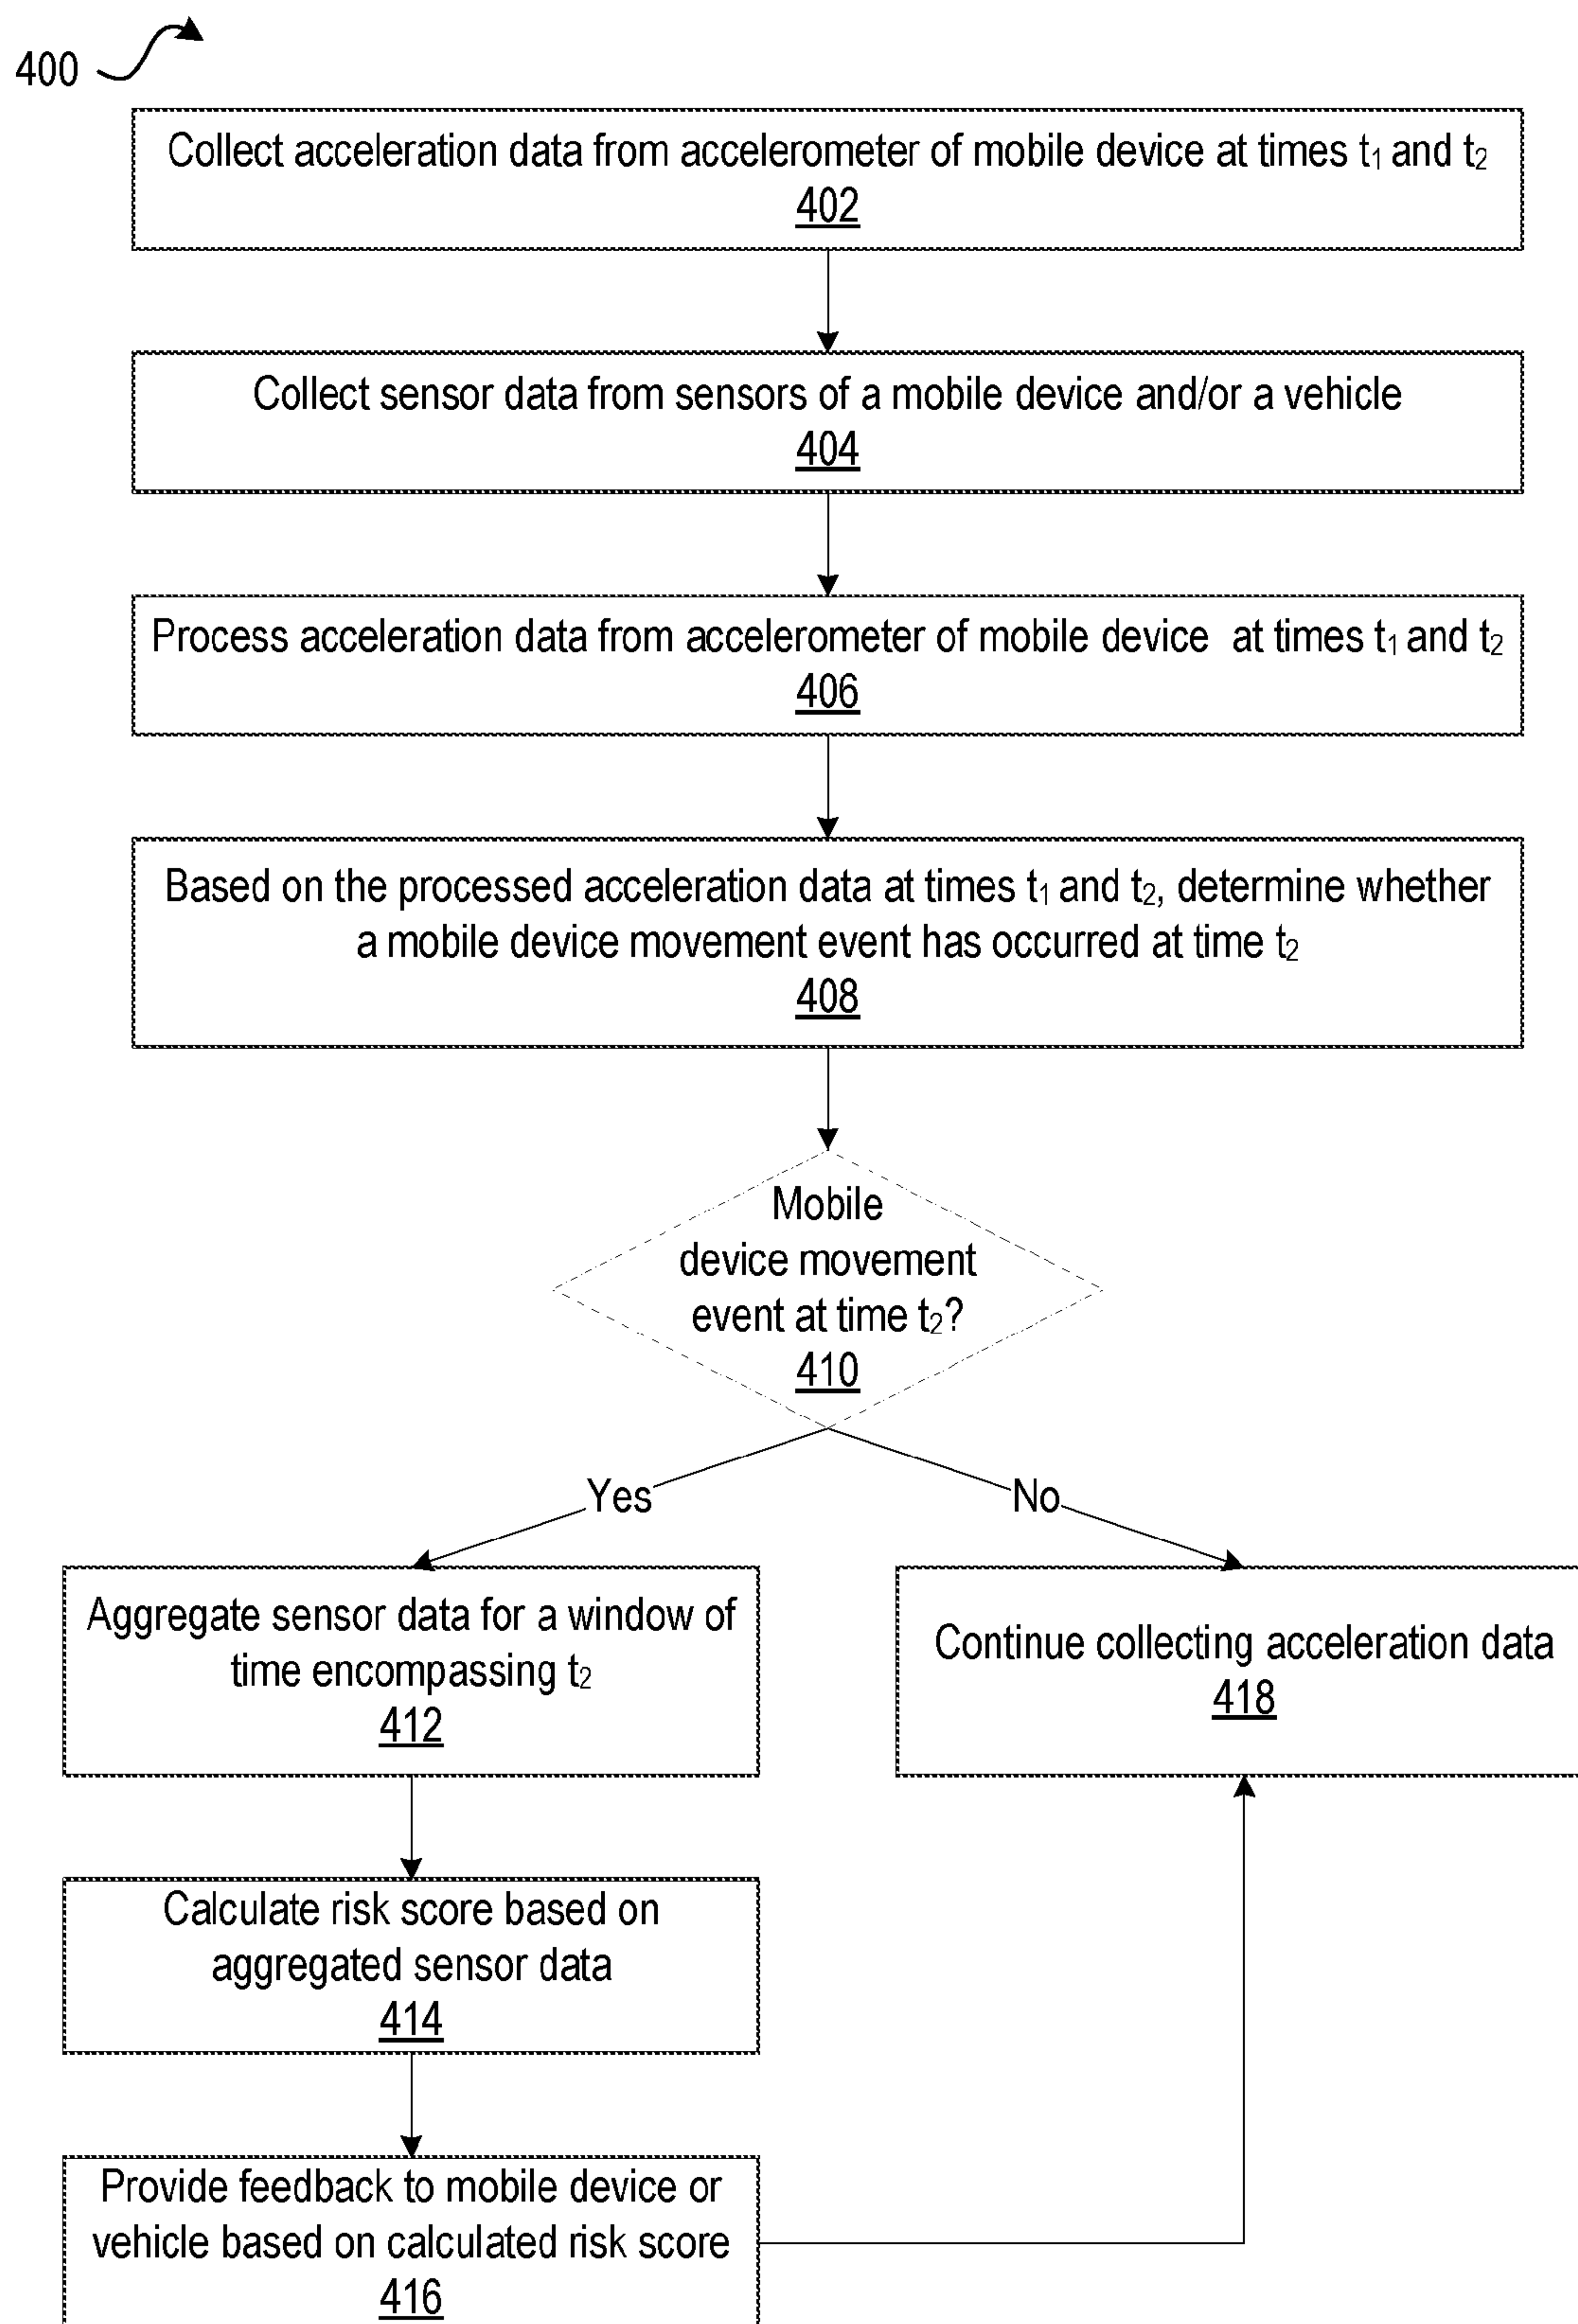 400
Collect acceleration data from accelerometer of mobile device at times t₁ and t₂
402
Collect sensor data from sensors of a mobile device and/or a vehicle
404
Process acceleration data from accelerometer of mobile device at times t₁ and t₂
406
Based on the processed acceleration data at times t₁ and t₂, determine whether
a mobile device movement event has occurred at time t₂
408
Mobile
device movement
event at time t₂?
410
Yes
No
Aggregate sensor data for a window of
time encompassing t₂
412
Continue collecting acceleration data
418
Calculate risk score based on
aggregated sensor data
414
Provide feedback to mobile device or
vehicle based on calculated risk score
416